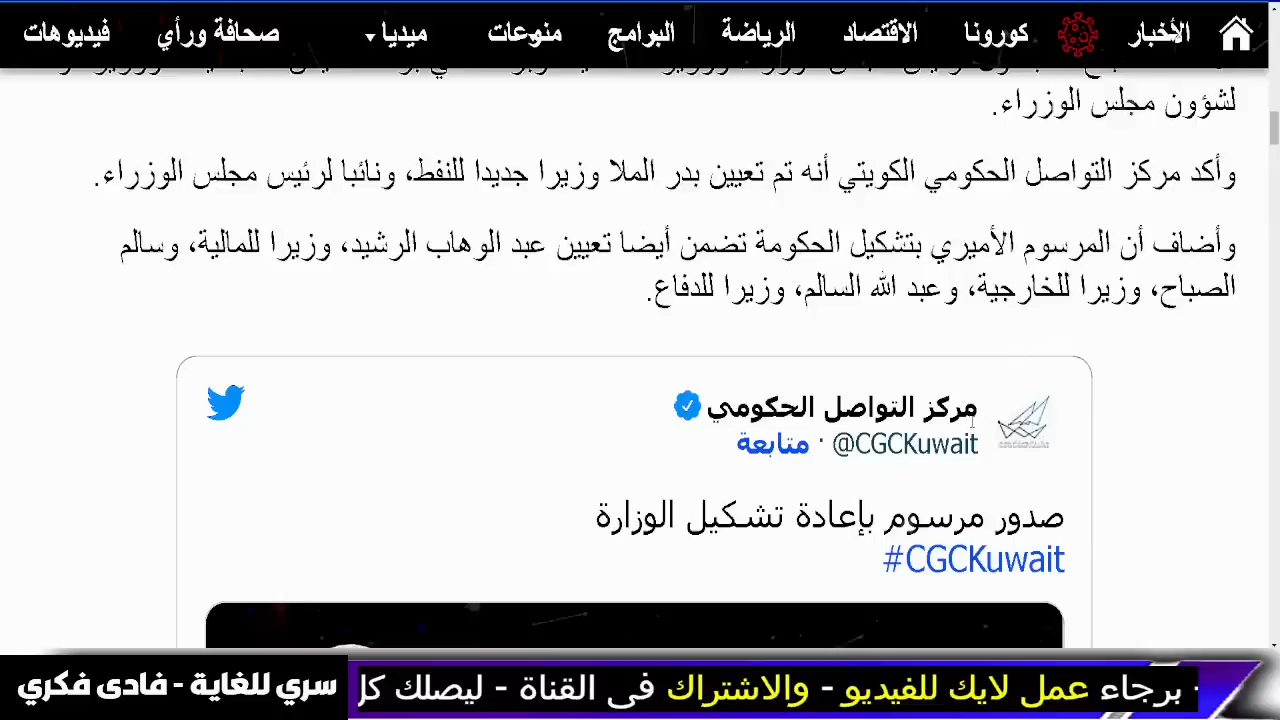 الأخبار كورونا الاقتصاد الرياضة البرامج منوعات ميديا صحافة ورأي فيديوهات
لشؤون مجلس الوزراء.
وأكد مركز التواصل الحكومي الكويتي أنه تم تعيين بدر الملا وزيرا جديدا للنفط، ونائبا لرئيس مجلس الوزراء.
وأضاف أن المرسوم الأميري بتشكيل الحكومة تضمن أيضا تعيين عبد الوهاب الرشيد، وزيرا للمالية، وسالم
الصباح، وزيرا للخارجية، وعبد الله السالم، وزيرا للدفاع.
مركز التواصل الحكومي
@CGCKuwait · متابعة
صدور مرسوم بإعادة تشكيل الوزارة
#CGCKuwait
برجاء عمل لايك للفيديو - والاشتراك فى القناة - ليصلك كل
سري للغاية - فادى فكري